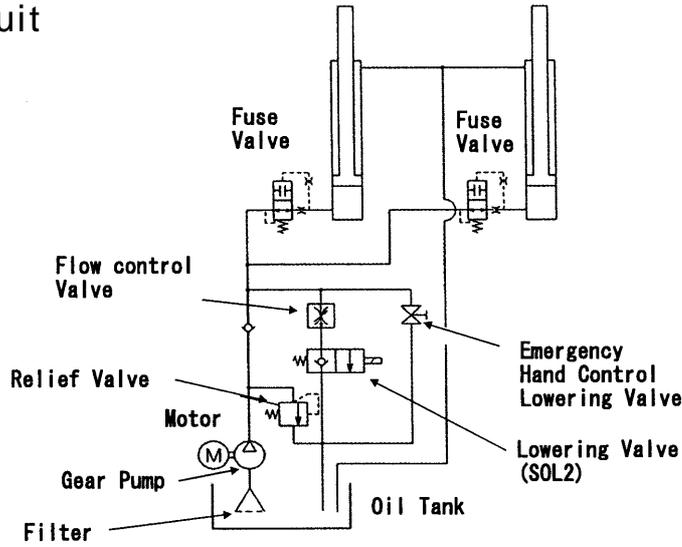 uit
Fuse
Valve
Fuse
Valve
Flow control
Valve
Relief Valve
Motor
M
Gear Pump
Filter
Oil Tank
Emergency
Hand Control
Lowering Valve
Lowering Valve
(SOL2)